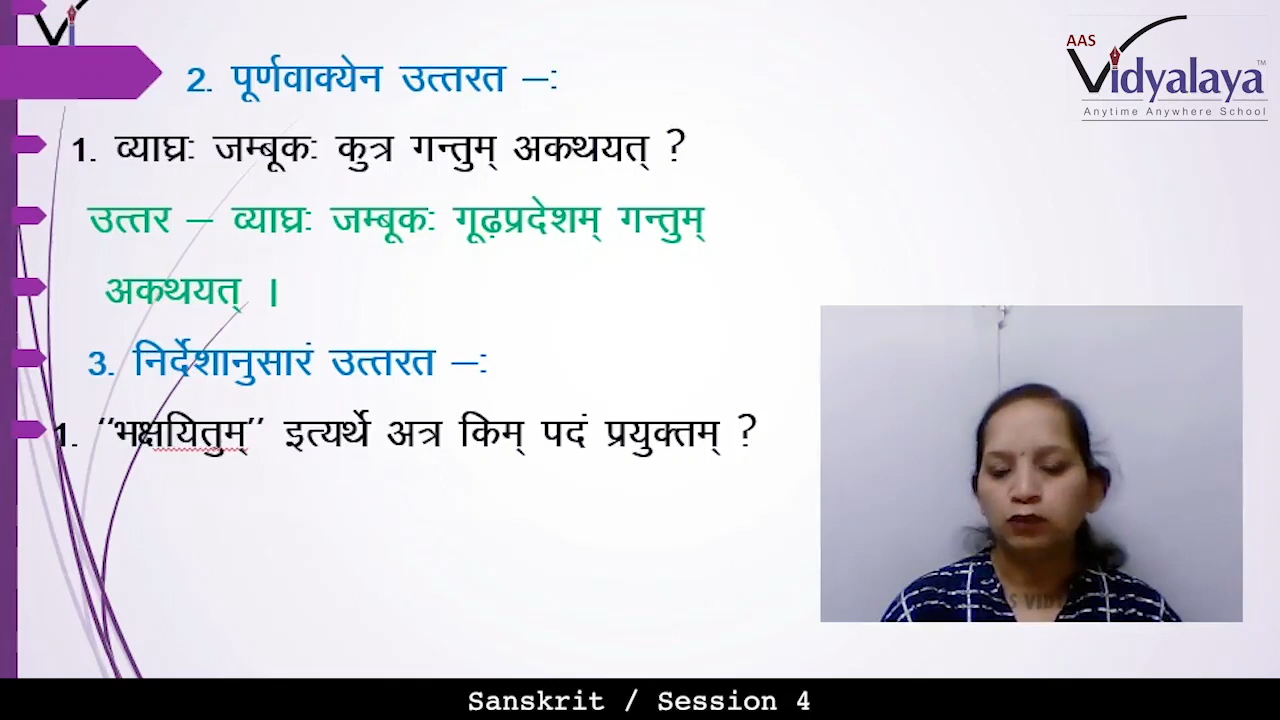 AAS
Vidyalaya
TM
Anytime Anywhere School
2. पूर्णवाक्येन उत्तरत –:
1. व्याघ्रः जम्बूकः कुत्र गन्तुम् अकथयत् ?
उत्तर – व्याघ्रः जम्बूकः गूढ़प्रदेशम् गन्तुम्
अकथयत् ।
3. निर्देशानुसारं उत्तरत –:
1. “भक्षयितुम्” इत्यर्थे अत्र किम् पदं प्रयुक्तम् ?
Sanskrit / Session 4